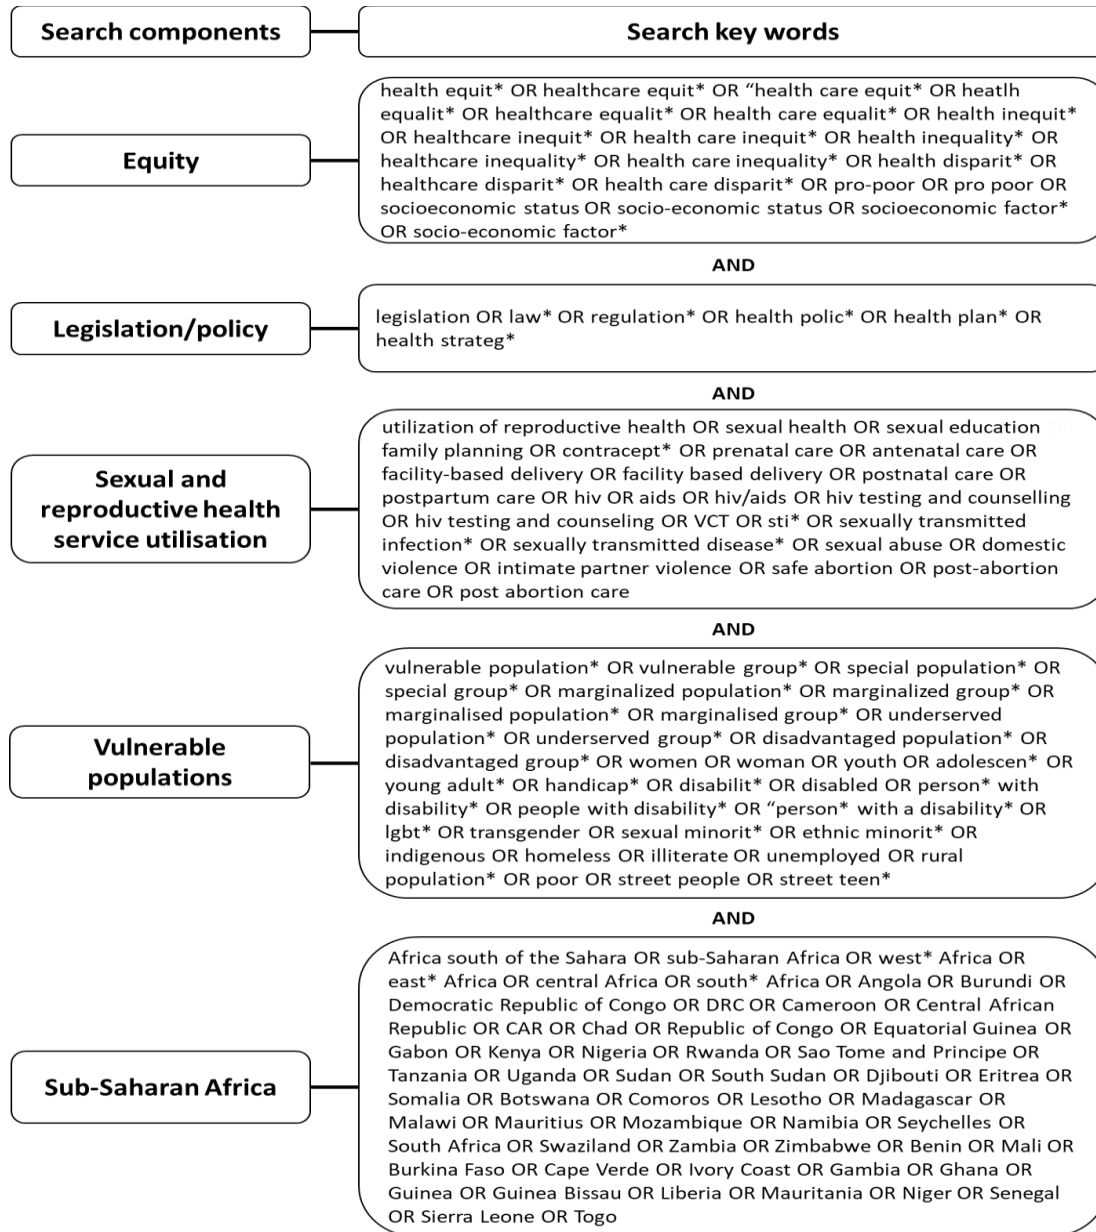 Search components
Search key words
Equity
health equit* OR healthcare equit* OR “health care equit* OR heatlh
equalit* OR healthcare equalit* OR health care equalit* OR health inequit*
OR healthcare inequit* OR health care inequit* OR health inequality* OR
healthcare inequality* OR health care inequality* OR health disparit* OR
healthcare disparit* OR health care disparit* OR pro-poor OR pro poor OR
socioeconomic status OR socio-economic status OR socioeconomic factor*
OR socio-economic factor*
AND
Legislation/policy
legislation OR law* OR regulation* OR health polic* OR health plan* OR
health strateg*
AND
Sexual and
reproductive health
service utilisation
utilization of reproductive health OR sexual health OR sexual education OR
family planning OR contracept* OR prenatal care OR antenatal care OR
facility-based delivery OR facility based delivery OR postnatal care OR
postpartum care OR hiv OR aids OR hiv/aids OR hiv testing and counselling
OR hiv testing and counseling OR VCT OR sti* OR sexually transmitted
infection* OR sexually transmitted disease* OR sexual abuse OR domestic
violence OR intimate partner violence OR safe abortion OR post-abortion
care OR post abortion care
AND
Vulnerable
populations
vulnerable population* OR vulnerable group* OR special population* OR
special group* OR marginalized population* OR marginalized group* OR
marginalised population* OR marginalised group* OR underserved
population* OR underserved group* OR disadvantaged population* OR
disadvantaged group* OR women OR woman OR youth OR adolescen* OR
young adult* OR handicap* OR disabilit* OR disabled OR person* with
disability* OR people with disability* OR “person* with a disability* OR
lgbt* OR transgender OR sexual minorit* OR ethnic minorit* OR
indigenous OR homeless OR illiterate OR unemployed OR rural
population* OR poor OR street people OR street teen*
AND
Sub-Saharan Africa
Africa south of the Sahara OR sub-Saharan Africa OR west* Africa OR
east* Africa OR central Africa OR south* Africa OR Angola OR Burundi OR
Democratic Republic of Congo OR DRC OR Cameroon OR Central African
Republic OR CAR OR Chad OR Republic of Congo OR Equatorial Guinea OR
Gabon OR Kenya OR Nigeria OR Rwanda OR Sao Tome and Principe OR
Tanzania OR Uganda OR Sudan OR South Sudan OR Djibouti OR Eritrea OR
Somalia OR Botswana OR Comoros OR Lesotho OR Madagascar OR
Malawi OR Mauritius OR Mozambique OR Namibia OR Seychelles OR
South Africa OR Swaziland OR Zambia OR Zimbabwe OR Benin OR Mali OR
Burkina Faso OR Cape Verde OR Ivory Coast OR Gambia OR Ghana OR
Guinea OR Guinea Bissau OR Liberia OR Mauritania OR Niger OR Senegal
OR Sierra Leone OR Togo